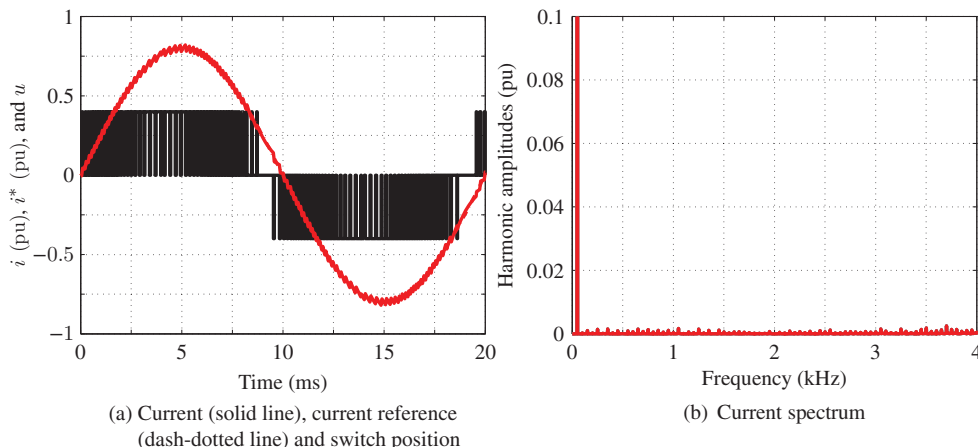 1
0.5
0
−0.5
−1
i (pu), i* (pu), and u
0 5 10 15 20
Time (ms)
(a) Current (solid line), current reference
(dash-dotted line) and switch position
0.1
0.08
0.06
0.04
0.02
0
Harmonic amplitudes (pu)
0 1 2 3 4
Frequency (kHz)
(b) Current spectrum